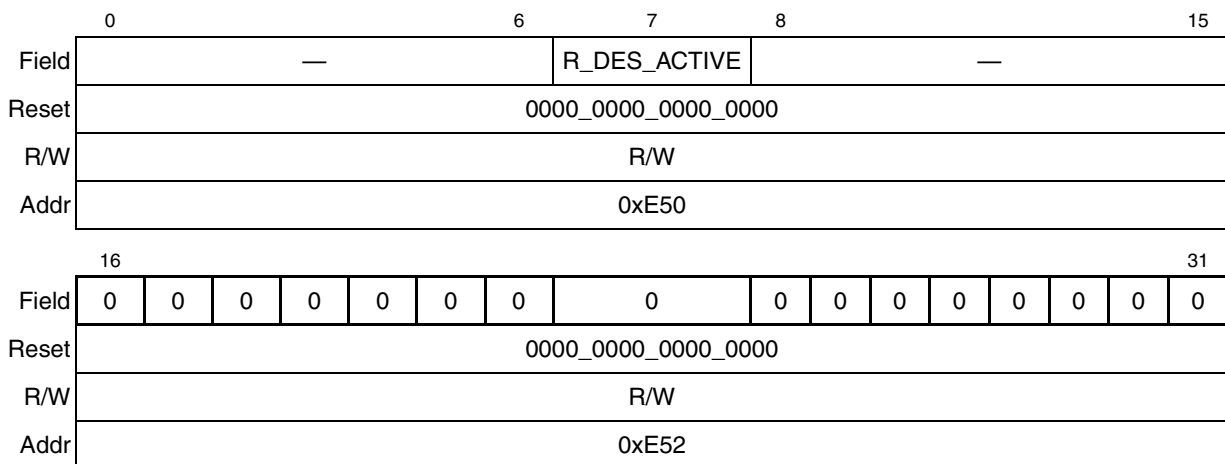 0 6 7 8 15
Field — R_DES_ACTIVE —
Reset 0000_0000_0000_0000
R/W R/W
Addr 0xE50
16 31
Field 0 0 0 0 0 0 0 0 0 0 0 0 0 0 0 0
Reset 0000_0000_0000_0000
R/W R/W
Addr 0xE52